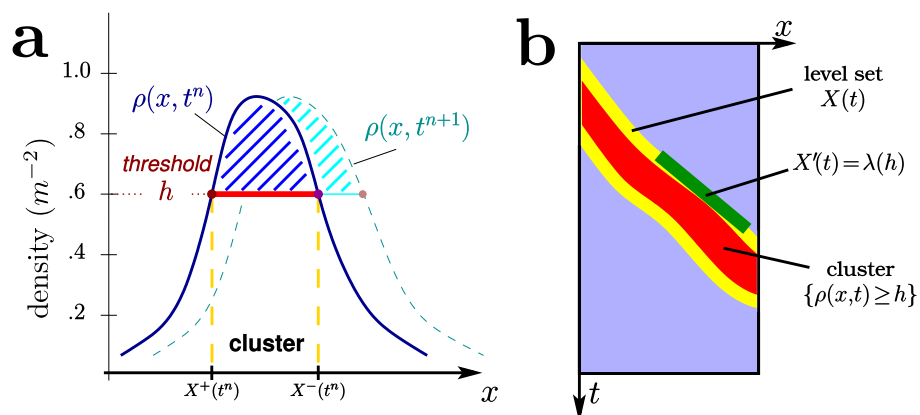 a
1.0
.8
.6
.4
.2
density (m⁻²)
ρ(x, tⁿ)
ρ(x, tⁿ⁺¹)
threshold
h
cluster
X⁺(tⁿ)
X⁻(tⁿ)
x
b
x
level set
X(t)
X′(t) = λ(h)
cluster
{ρ(x,t) ≥ h}
t